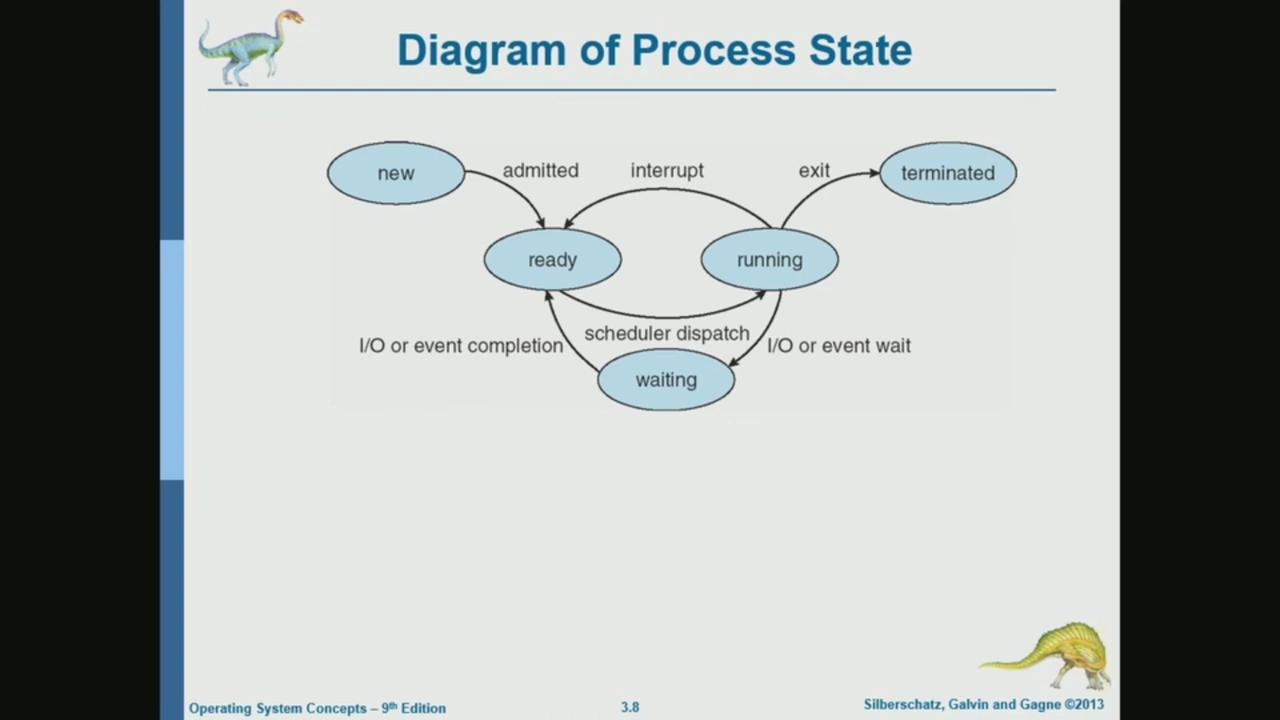 Diagram of Process State
new
admitted
interrupt
exit
terminated
ready
running
scheduler dispatch
I/O or event completion
I/O or event wait
waiting
Operating System Concepts – 9th Edition
3.8
Silberschatz, Galvin and Gagne ©2013